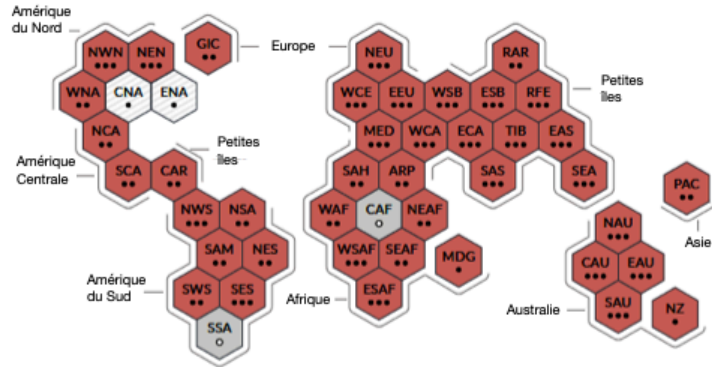 Amérique
du Nord
GIC
Europe
NWN NEN
WNA CNA ENA
NCA
Petites
îles
Amérique
Centrale
SCA CAR
NWS NSA
SAM NES
Amérique
du Sud
SWS SES
SSA
NEU RAR
WCE EEU WSB ESB RFE
Petites
îles
MED WCA ECA TIB EAS
SAH ARP SAS SEA
WAF CAF NEAF
WSAF SEAF MDG
Afrique
ESAF
PAC
Asie
NAU
CAU EAU
Australie
SAU NZ